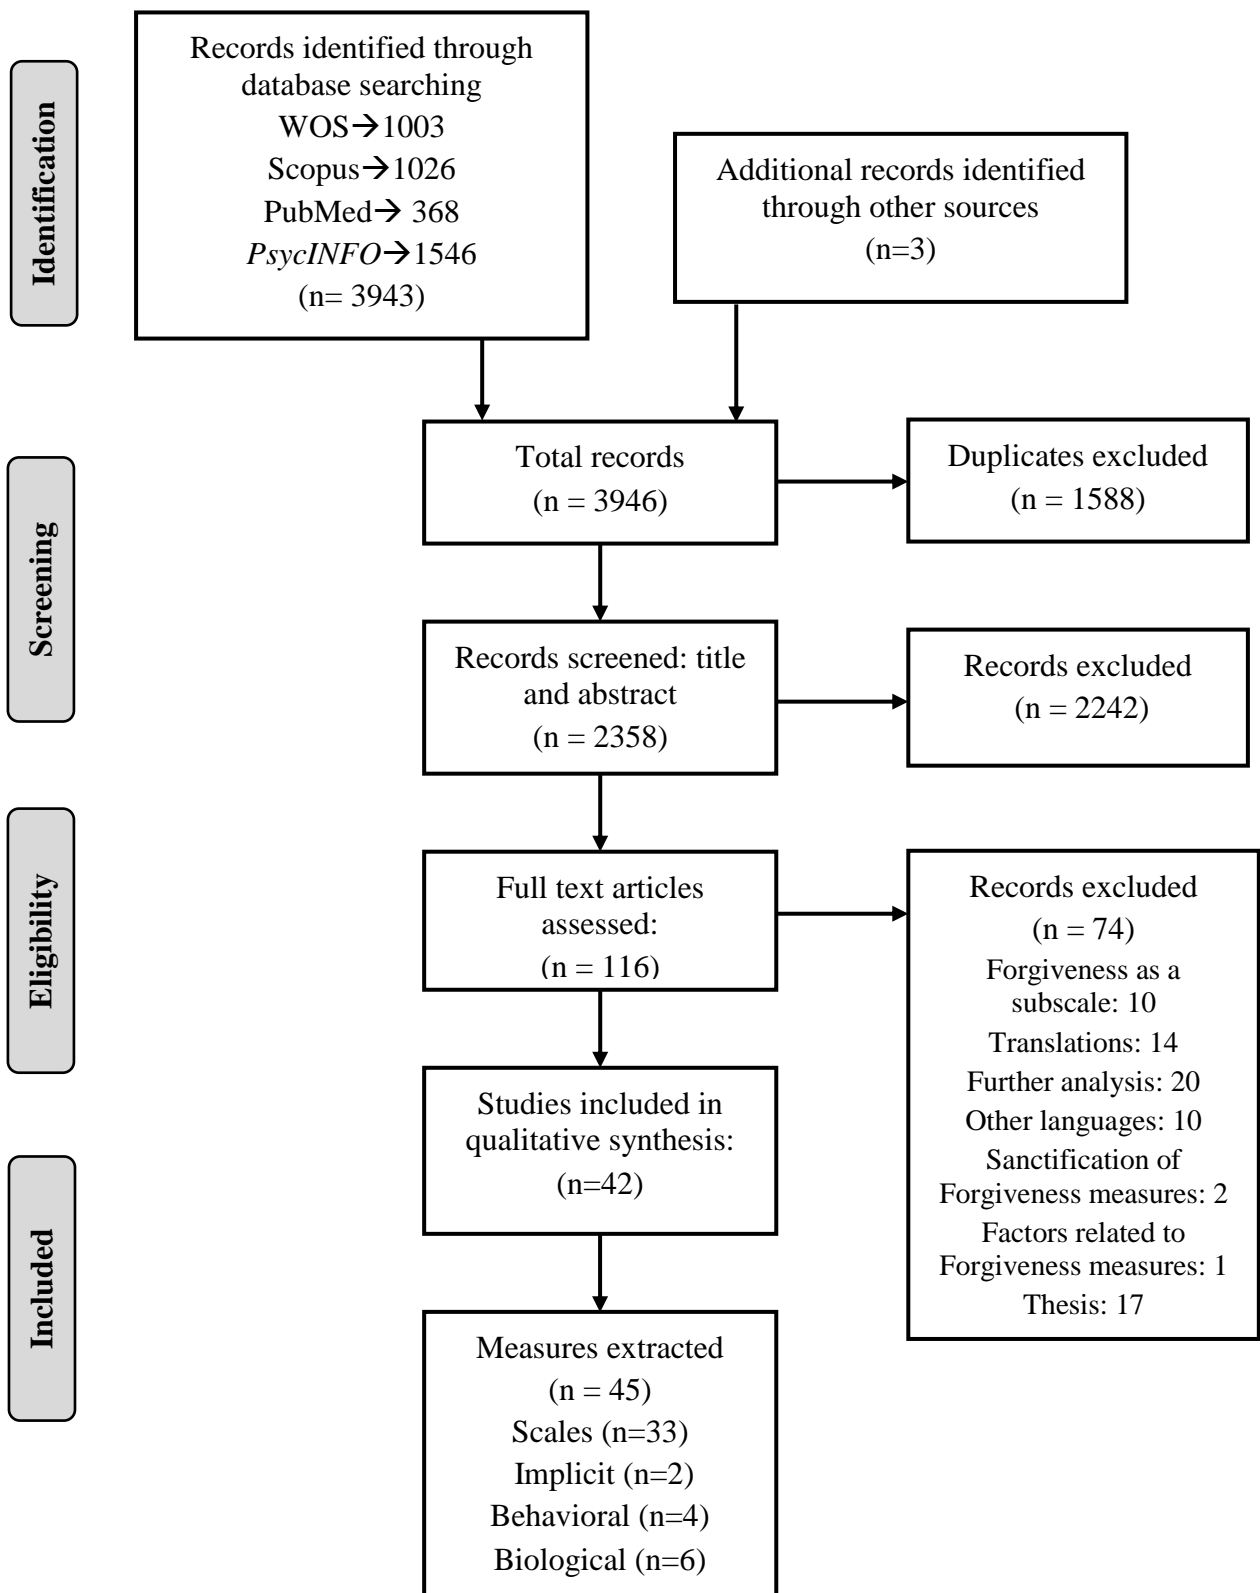 Identification
Records identified through
database searching
WOS→1003
Scopus→1026
PubMed→ 368
PsycINFO→1546
(n= 3943)
Additional records identified
through other sources
(n=3)
Screening
Total records
(n = 3946)
Duplicates excluded
(n = 1588)
Records screened: title
and abstract
(n = 2358)
Records excluded
(n = 2242)
Eligibility
Full text articles
assessed:
(n = 116)
Records excluded
(n = 74)
Forgiveness as a
subscale: 10
Translations: 14
Further analysis: 20
Other languages: 10
Sanctification of
Forgiveness measures: 2
Factors related to
Forgiveness measures: 1
Thesis: 17
Studies included in
qualitative synthesis:
(n=42)
Included
Measures extracted
(n = 45)
Scales (n=33)
Implicit (n=2)
Behavioral (n=4)
Biological (n=6)